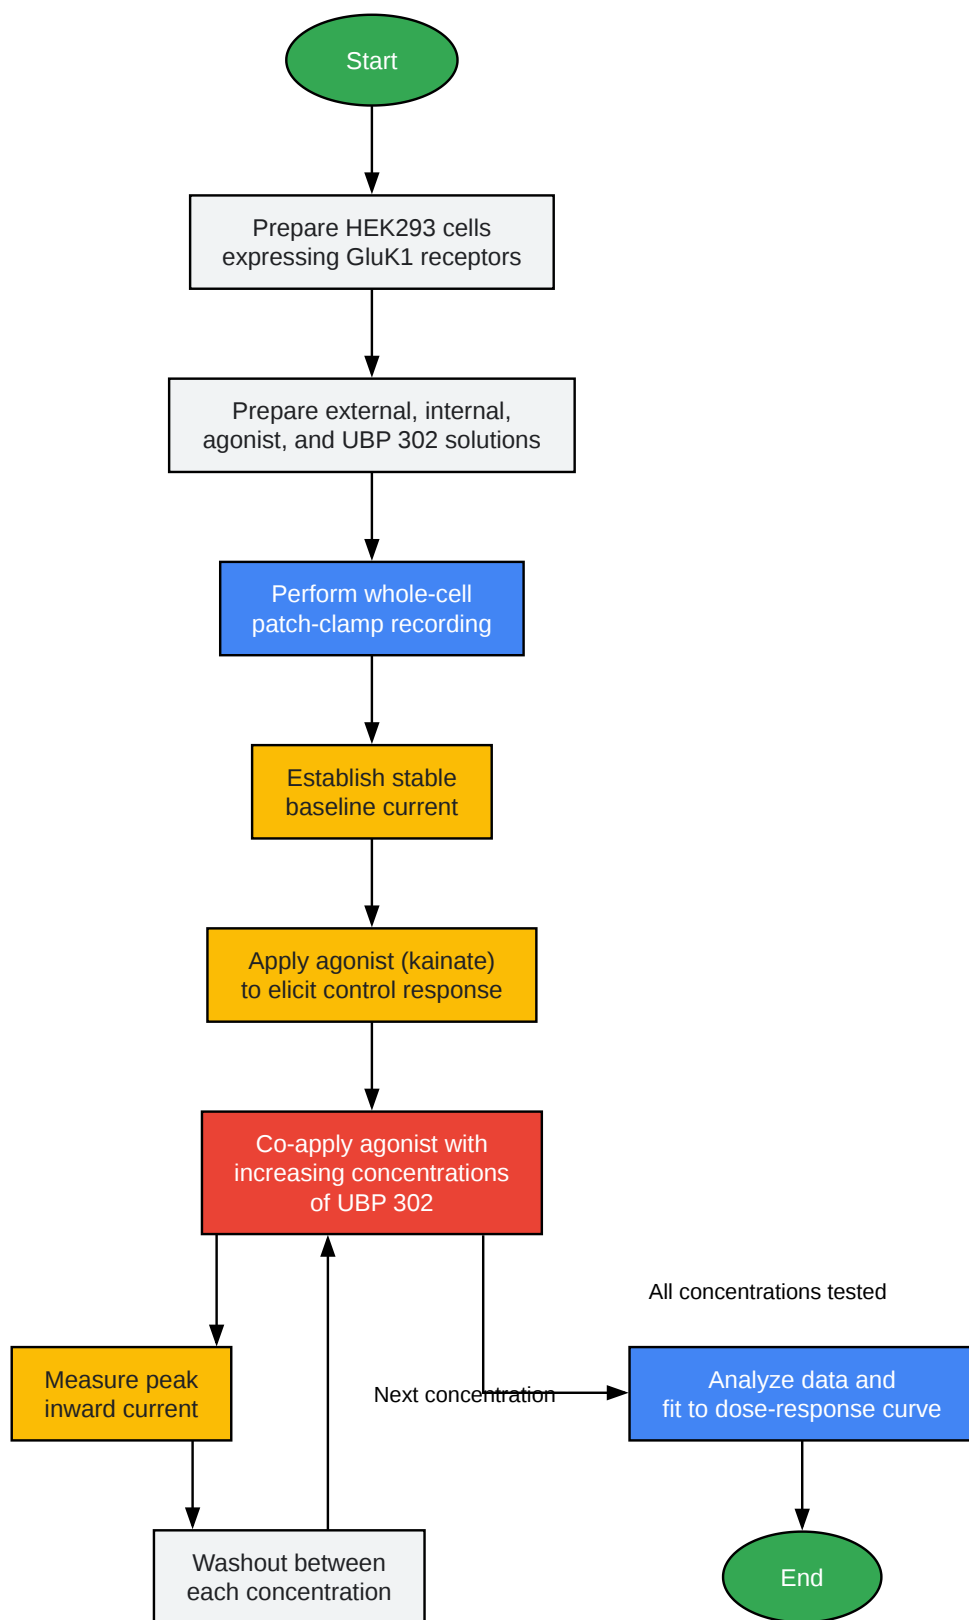 Start
Prepare HEK293 cells
expressing GluK1 receptors
Prepare external, internal,
agonist, and UBP 302 solutions
Perform whole-cell
patch-clamp recording
Establish stable
baseline current
Apply agonist (kainate)
to elicit control response
Co-apply agonist with
increasing concentrations
of UBP 302
All concentrations tested
Measure peak
inward current
Next concentration
Analyze data and
fit to dose-response curve
Washout between
each concentration
End